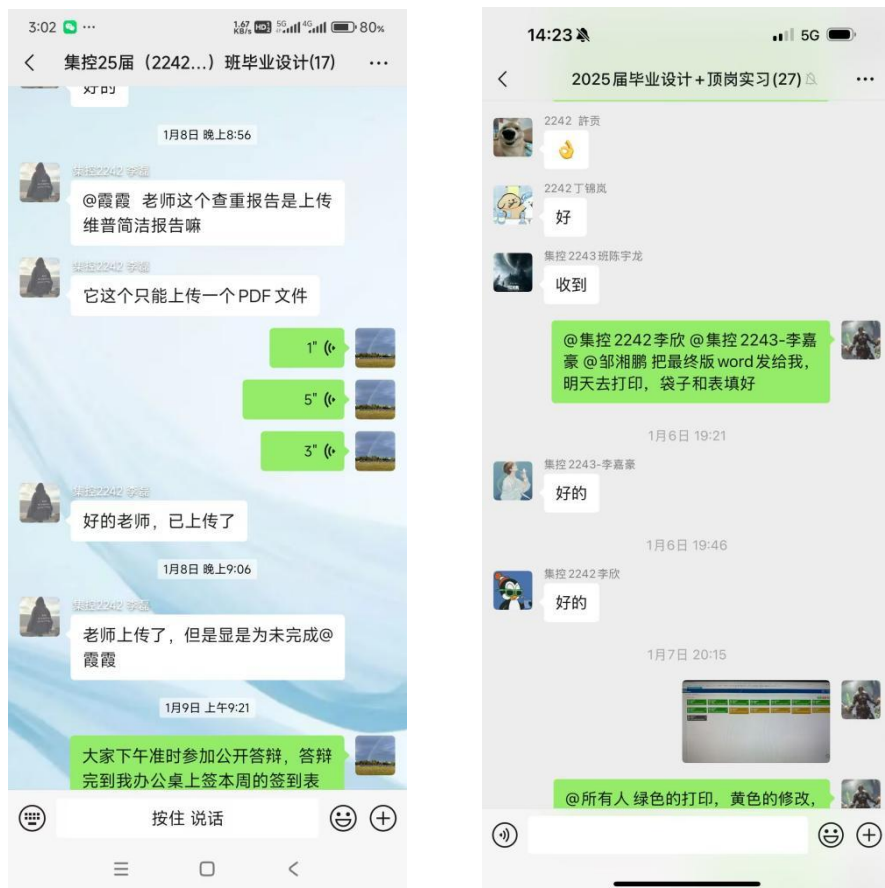 3:02
1.67 KB/s HD 5G 4G 80%
集控25届（2242...）班毕业设计(17)
好的
1月8日 晚上8:56
@霞霞 老师这个查重报告是上传
维普简洁报告嘛
它这个只能上传一个PDF文件
1"
5"
3"
好的老师，已上传了
1月8日 晚上9:06
老师上传了，但是显是为未完成@
霞霞
1月9日 上午9:21
大家下午准时参加公开答辩，答辩
完到我办公桌上签本周的签到表
按住 说话
14:23
5G
2025届毕业设计+顶岗实习(27)
2242 許贡
2242丁锦岚
好
集控2243班陈宇龙
收到
@集控2242李欣 @集控2243-李嘉
豪 @邹湘鹏 把最终版word发给我，
明天去打印，袋子和表填好
1月6日 19:21
集控2243-李嘉豪
好的
1月6日 19:46
集控2242李欣
好的
1月7日 20:15
@所有人 绿色的打印，黄色的修改，